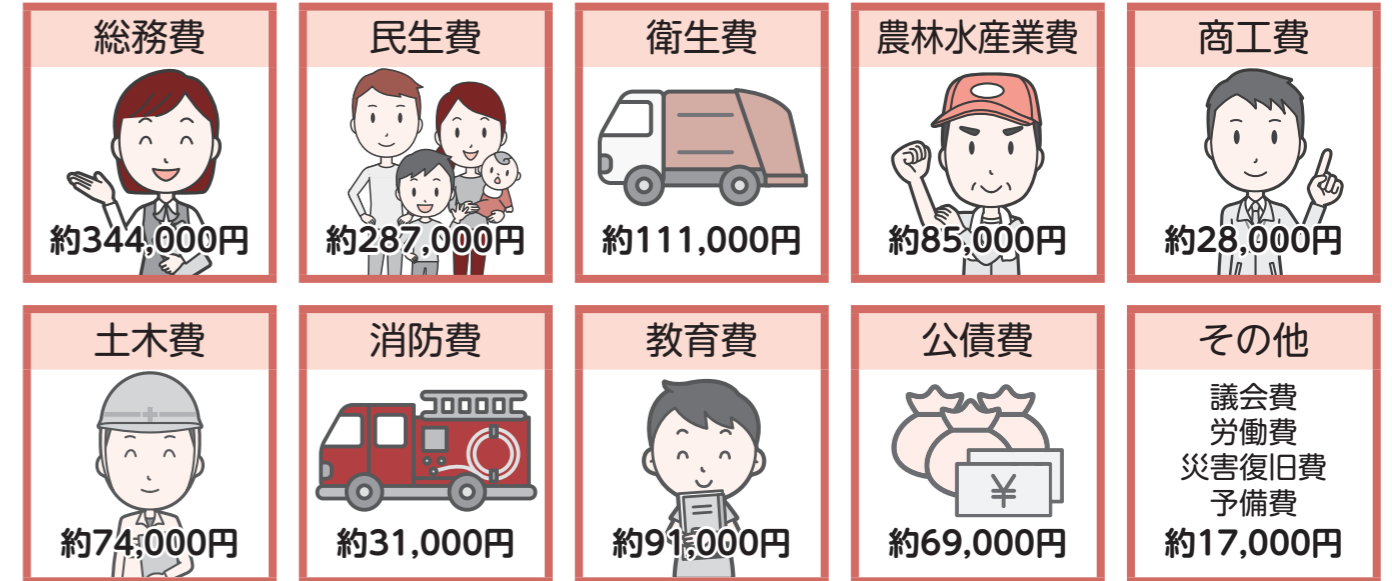 総務費
約344,000円
民生費
約287,000円
衛生費
約111,000円
農林水産業費
約85,000円
商工費
約28,000円
土木費
約74,000円
消防費
約31,000円
教育費
約91,000円
公債費
¥
約69,000円
その他
議会費
労働費
災害復旧費
予備費
約17,000円